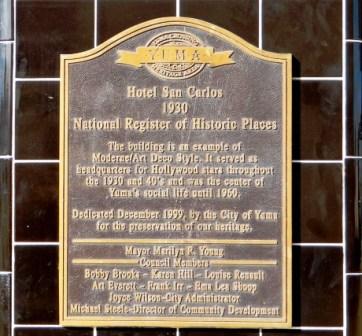 YUMA
Hotel San Carlos
1930
National Register of Historic Places
The building is an example of
Moderne/Art Deco Style. It served as
headquarters for Hollywood stars throughout
the 1930 and 40's and was the center of
Yuma's social life until 1960.
Dedicated December 1999, by the City of Yuma
for the preservation of our heritage.
Mayor Marilyn R. Young
Council Members
Bobby Brooks - Karen Hill - Louise Renault
Art Everett - Frank Irr - Ema Lea Shoop
Joyce Wilson-City Administrator
Michael Steele-Director of Community Development